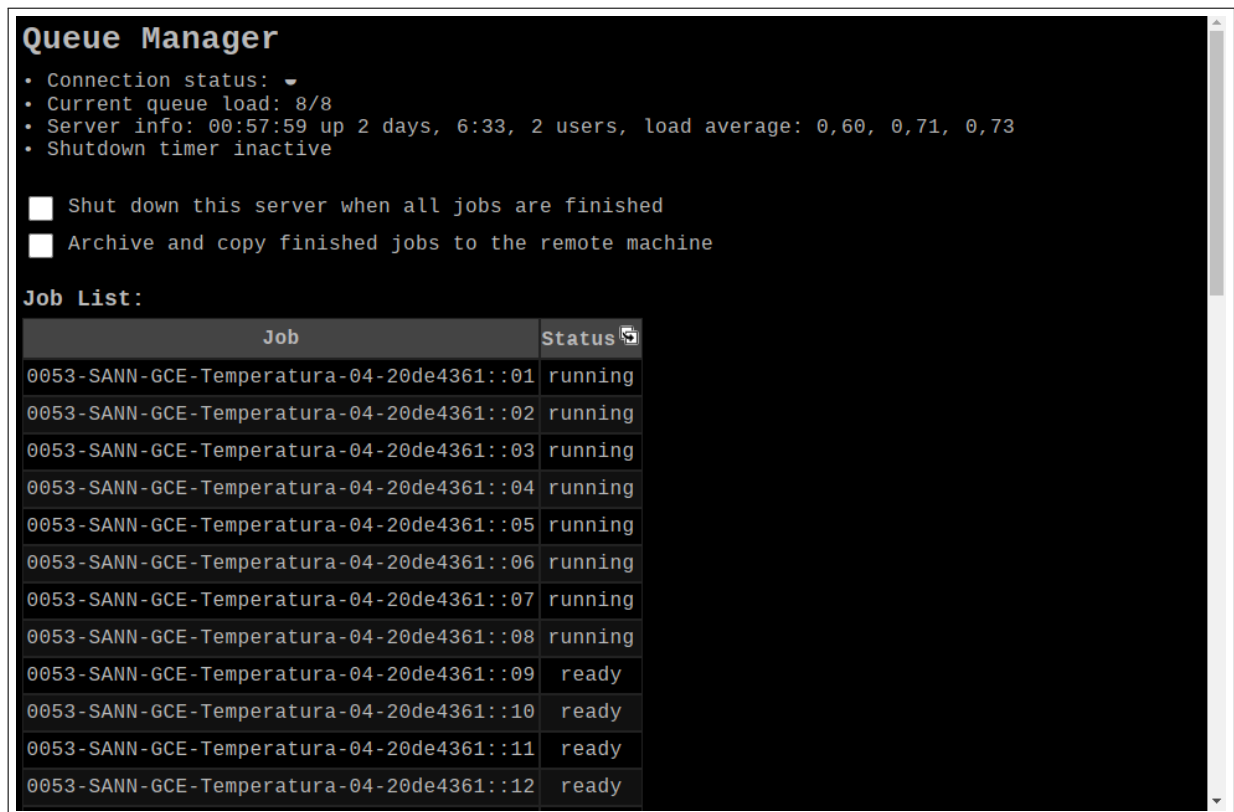 Queue Manager
• Connection status:
• Current queue load: 8/8
• Server info: 00:57:59 up 2 days, 6:33, 2 users, load average: 0,60, 0,71, 0,73
• Shutdown timer inactive
Shut down this server when all jobs are finished
Archive and copy finished jobs to the remote machine
Job List:
Job Status
0053-SANN-GCE-Temperatura-04-20de4361::01 running
0053-SANN-GCE-Temperatura-04-20de4361::02 running
0053-SANN-GCE-Temperatura-04-20de4361::03 running
0053-SANN-GCE-Temperatura-04-20de4361::04 running
0053-SANN-GCE-Temperatura-04-20de4361::05 running
0053-SANN-GCE-Temperatura-04-20de4361::06 running
0053-SANN-GCE-Temperatura-04-20de4361::07 running
0053-SANN-GCE-Temperatura-04-20de4361::08 running
0053-SANN-GCE-Temperatura-04-20de4361::09 ready
0053-SANN-GCE-Temperatura-04-20de4361::10 ready
0053-SANN-GCE-Temperatura-04-20de4361::11 ready
0053-SANN-GCE-Temperatura-04-20de4361::12 ready